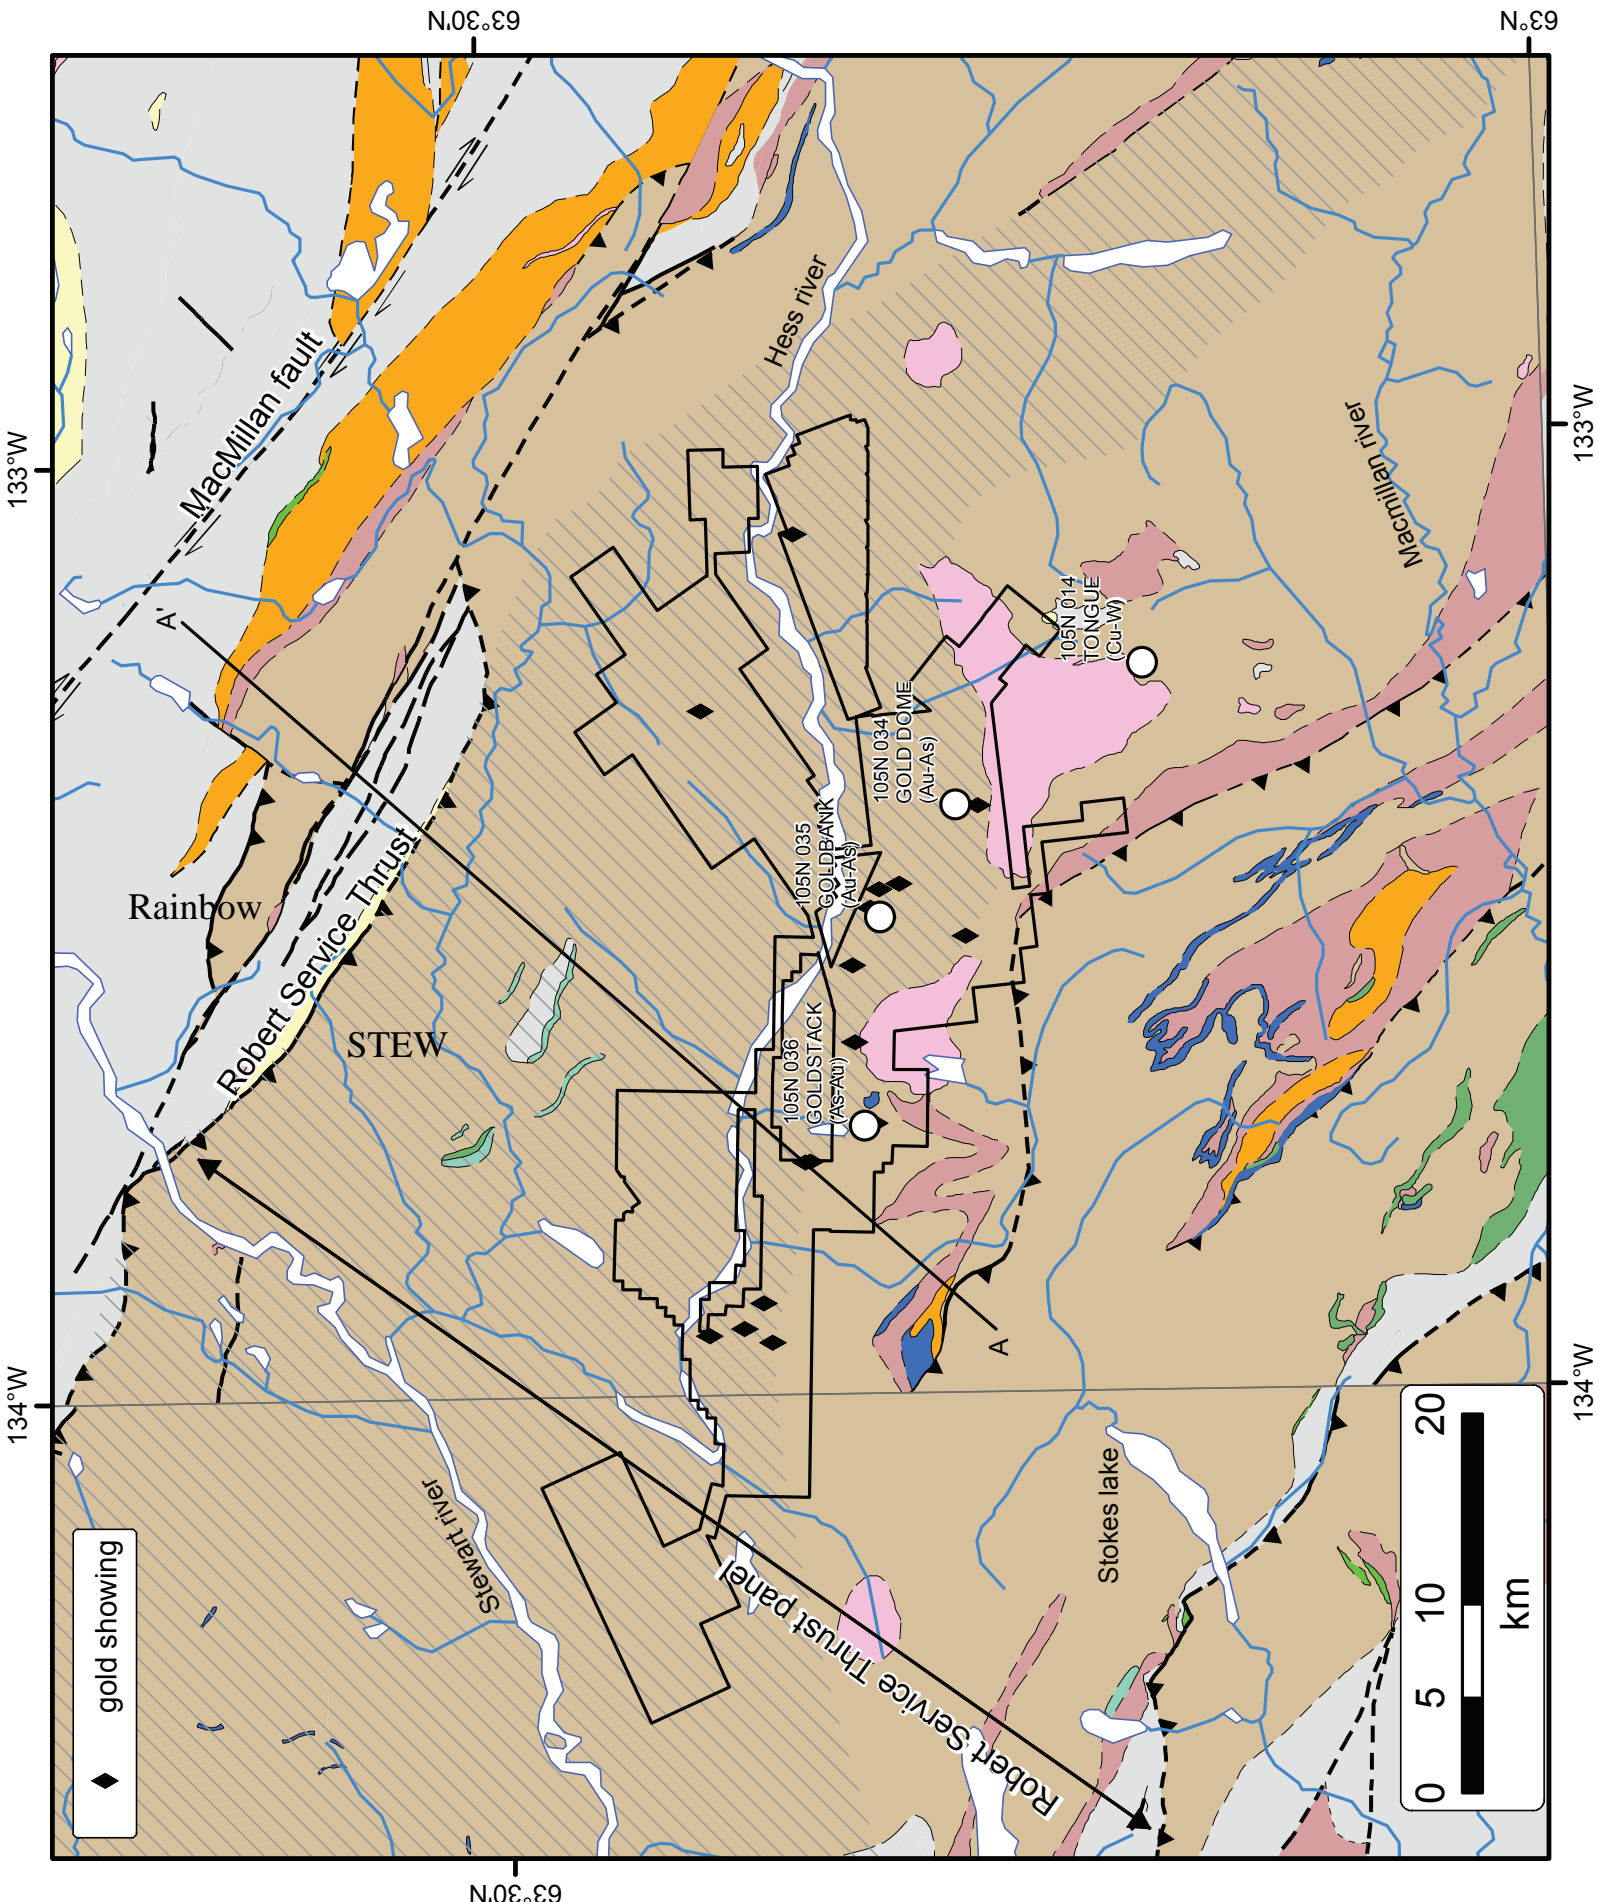 63°30'N
63°N
133°W
133°W
MacMillan fault
Hess river
Macmillan river
A'
105N 014
TONGUE
(Cu-W)
105N 034
GOLD DOME
(Au-As)
105N 035
GOLDBANK
(Au-As)
Rainbow
Robert Service Thrust
STEW
105N 036
GOLDSTACK
(As-Au)
A
134°W
134°W
Stewart river
Stokes lake
Robert Service Thrust panel
gold showing
0 5 10 20
km
63°30'N